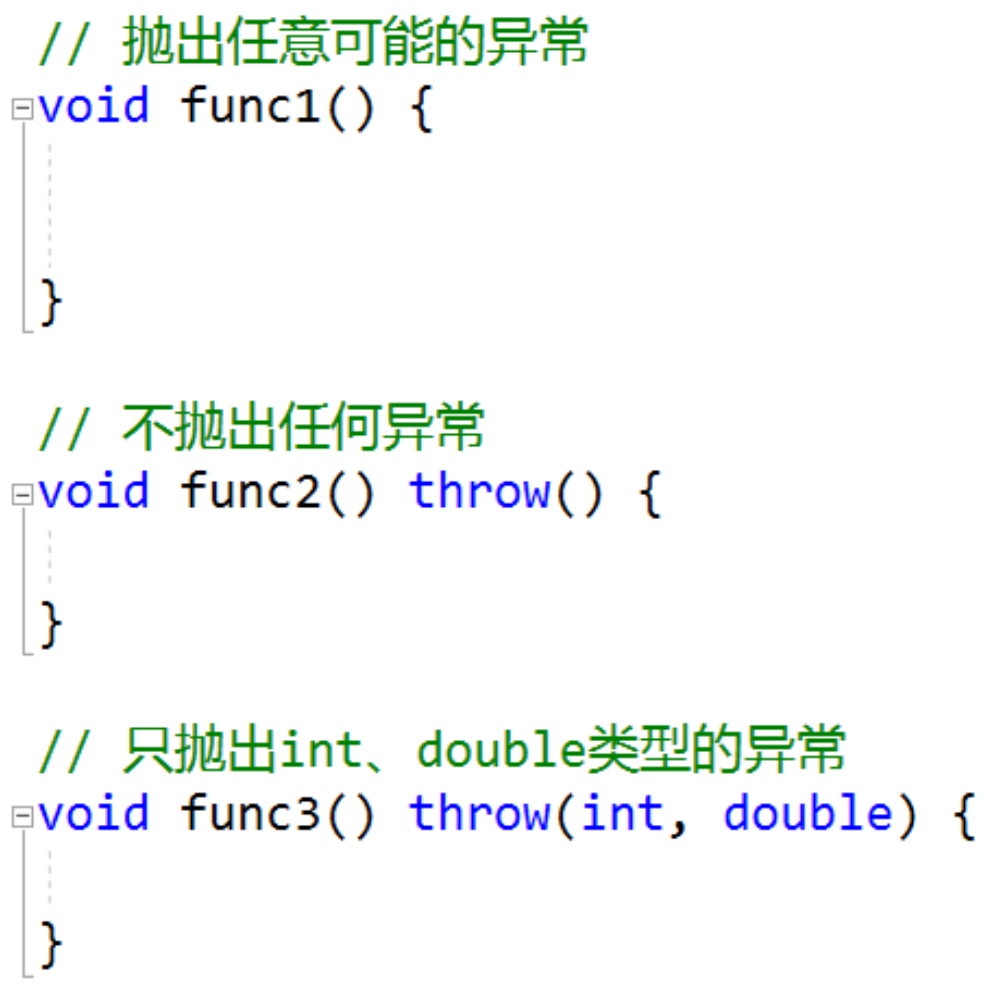 // 抛出任意可能的异常
void func1() {
}
// 不抛出任何异常
void func2() throw() {
}
// 只抛出int、double类型的异常
void func3() throw(int, double) {
}